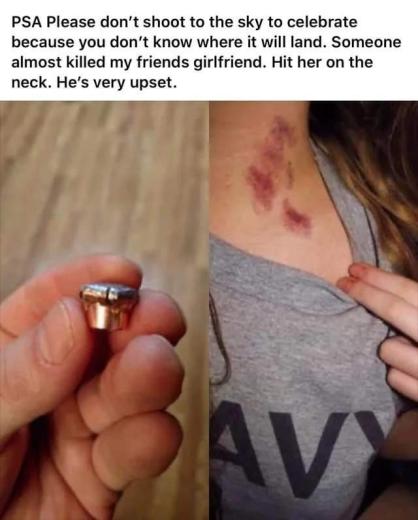 PSA Please don't shoot to the sky to celebrate
because you don't know where it will land. Someone
almost killed my friends girlfriend. Hit her on the
neck. He's very upset.
AVY